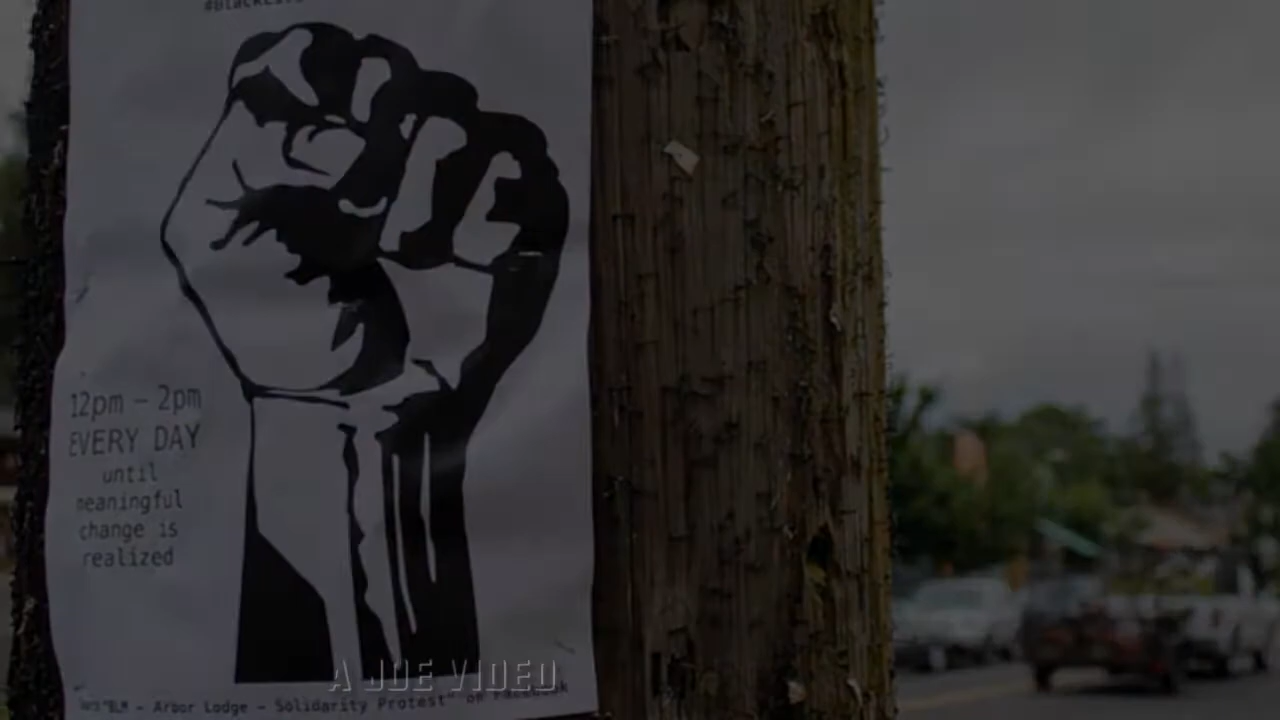 12pm – 2pm
EVERY DAY
until
meaningful
change is
realized
A JOE VIDEO
"BLM – Arbor Lodge – Solidarity Protest" on Facebook